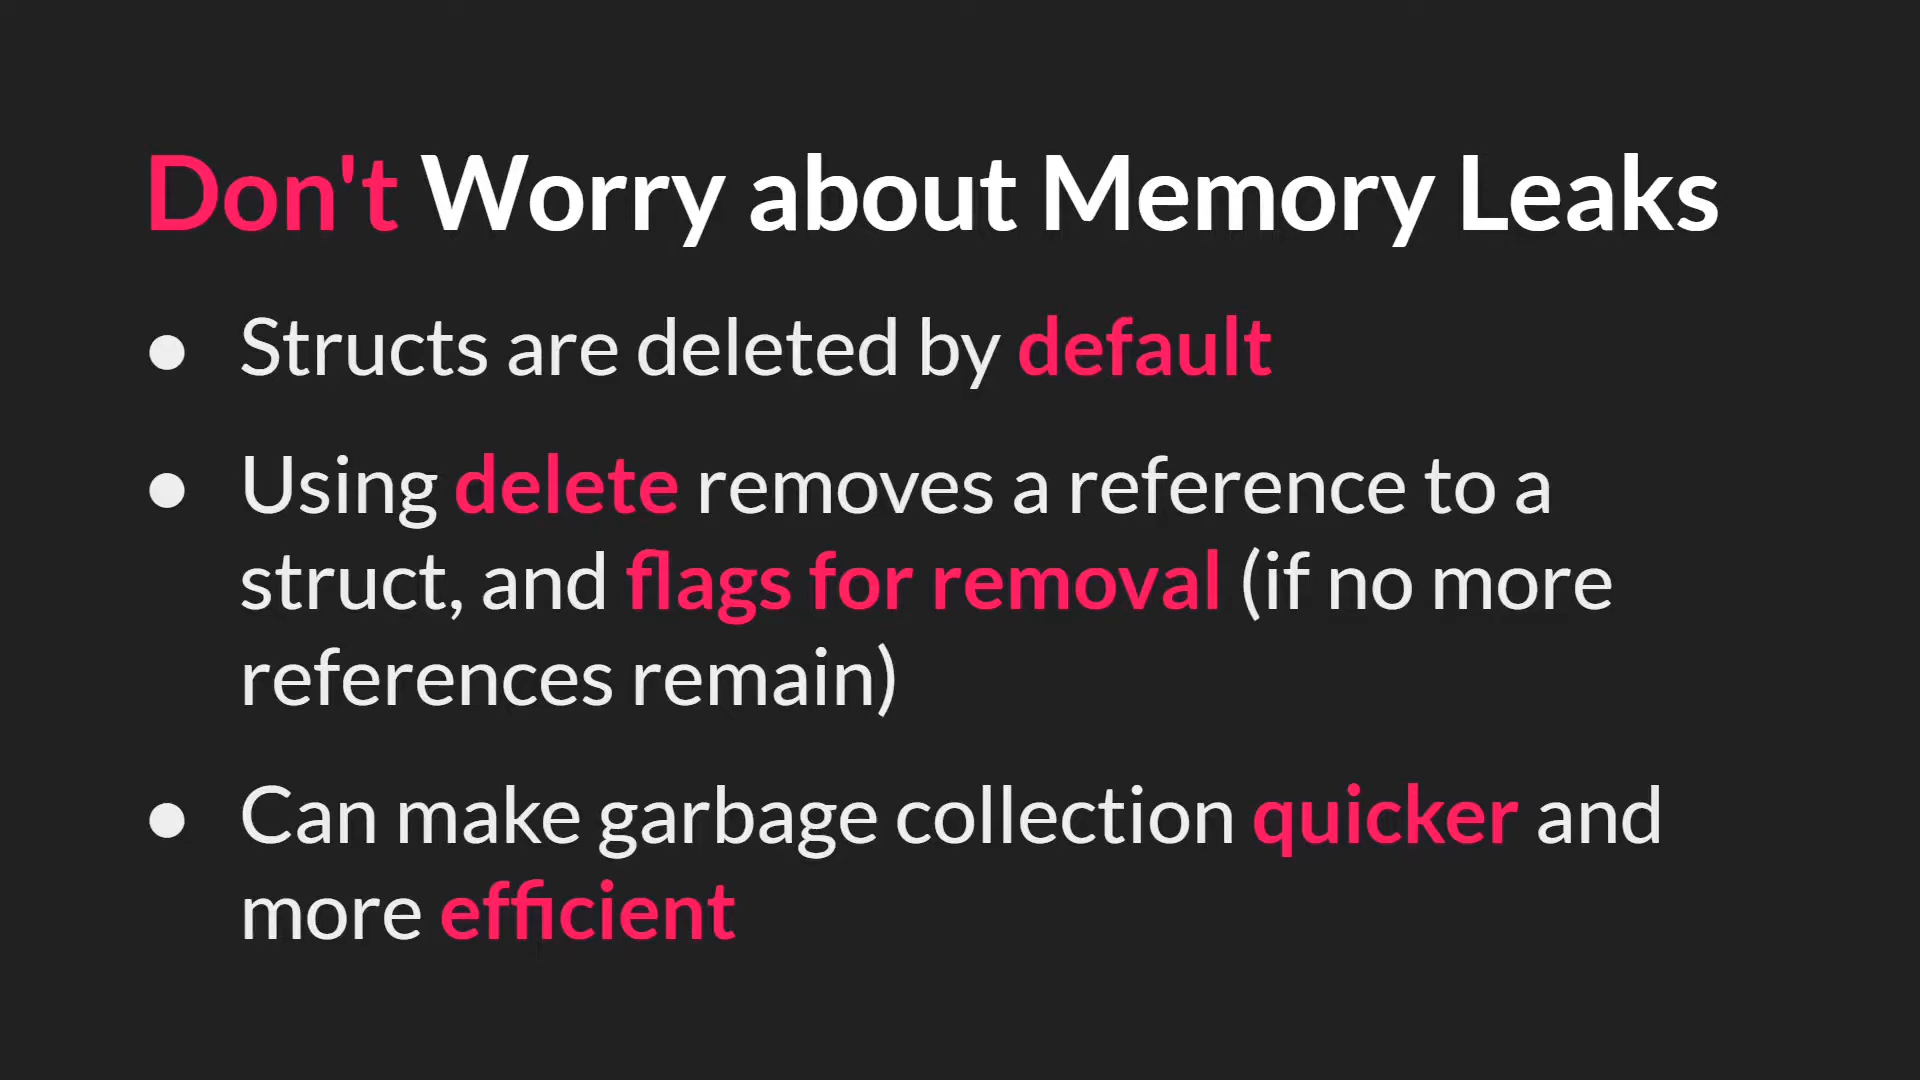 Don't Worry about Memory Leaks
● Structs are deleted by default
● Using delete removes a reference to a
struct, and flags for removal (if no more
references remain)
● Can make garbage collection quicker and
more efficient